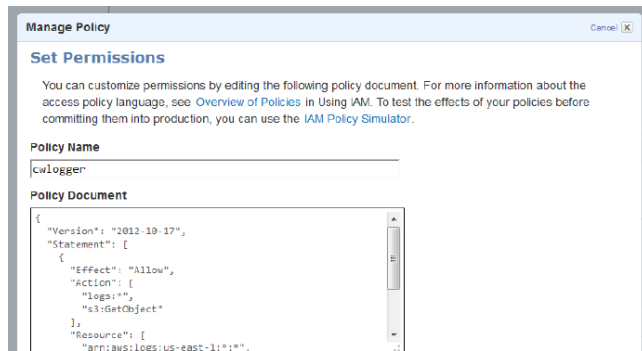 Manage Policy
Cancel X
Set Permissions
You can customize permissions by editing the following policy document. For more information about the
access policy language, see Overview of Policies in Using IAM. To test the effects of your policies before
committing them into production, you can use the IAM Policy Simulator.
Policy Name
cwlogger
Policy Document
{
"Version": "2012-10-17",
"Statement": [
{
"Effect": "Allow",
"Action": [
"logs:*",
"s3:GetObject"
],
"Resource": [
"arn:aws:logs:us-east-1:*:*",